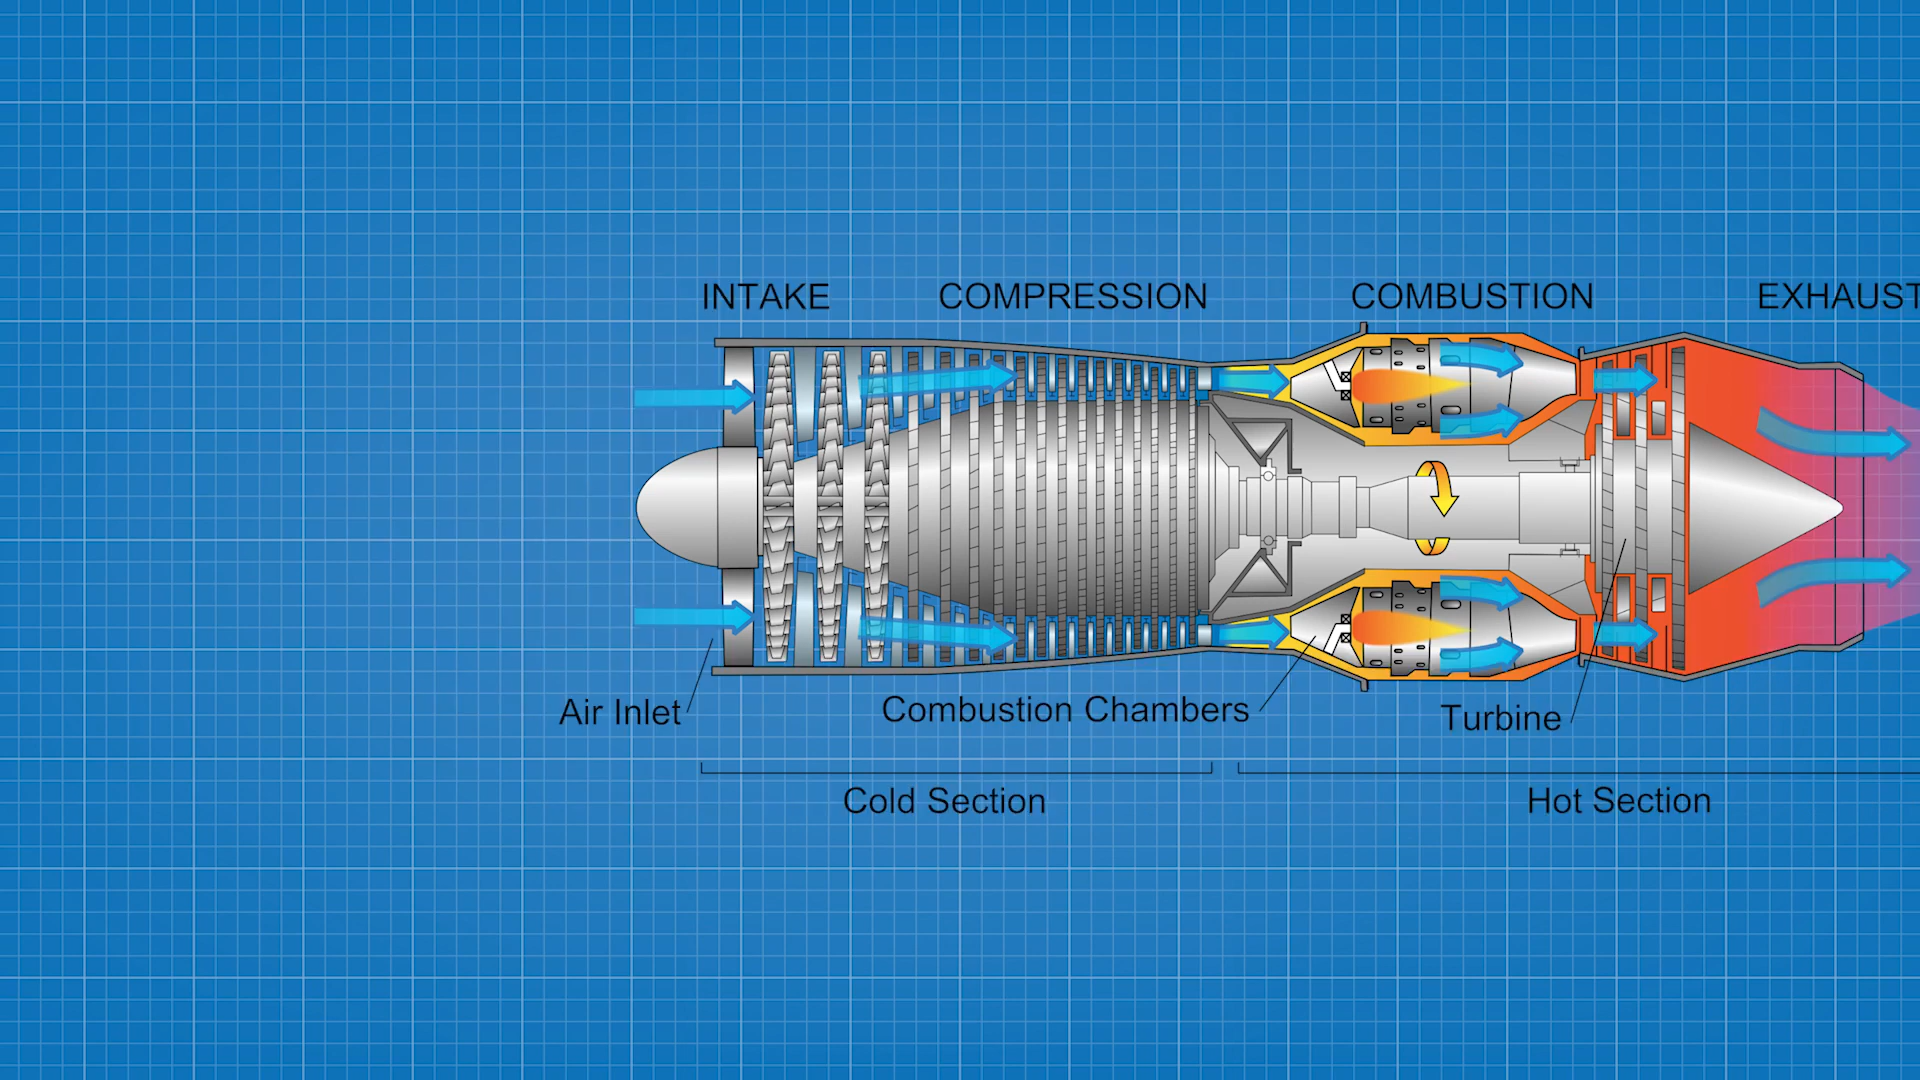 INTAKE
COMPRESSION
COMBUSTION
EXHAUST
Air Inlet
Combustion Chambers
Turbine
Cold Section
Hot Section